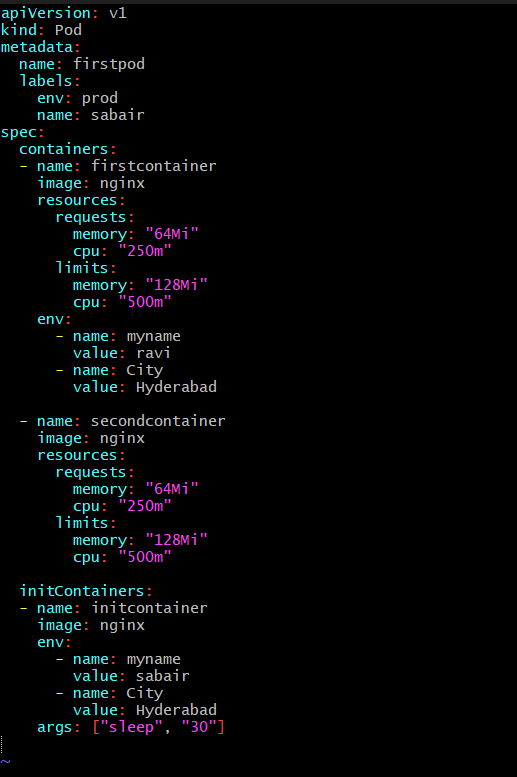 apiVersion: v1
kind: Pod
metadata:
  name: firstpod
  labels:
    env: prod
    name: sabair
spec:
  containers:
  - name: firstcontainer
    image: nginx
    resources:
      requests:
        memory: "64Mi"
        cpu: "250m"
      limits:
        memory: "128Mi"
        cpu: "500m"
    env:
      - name: myname
        value: ravi
      - name: City
        value: Hyderabad

  - name: secondcontainer
    image: nginx
    resources:
      requests:
        memory: "64Mi"
        cpu: "250m"
      limits:
        memory: "128Mi"
        cpu: "500m"

  initContainers:
  - name: initcontainer
    image: nginx
    env:
      - name: myname
        value: sabair
      - name: City
        value: Hyderabad
    args: ["sleep", "30"]

~